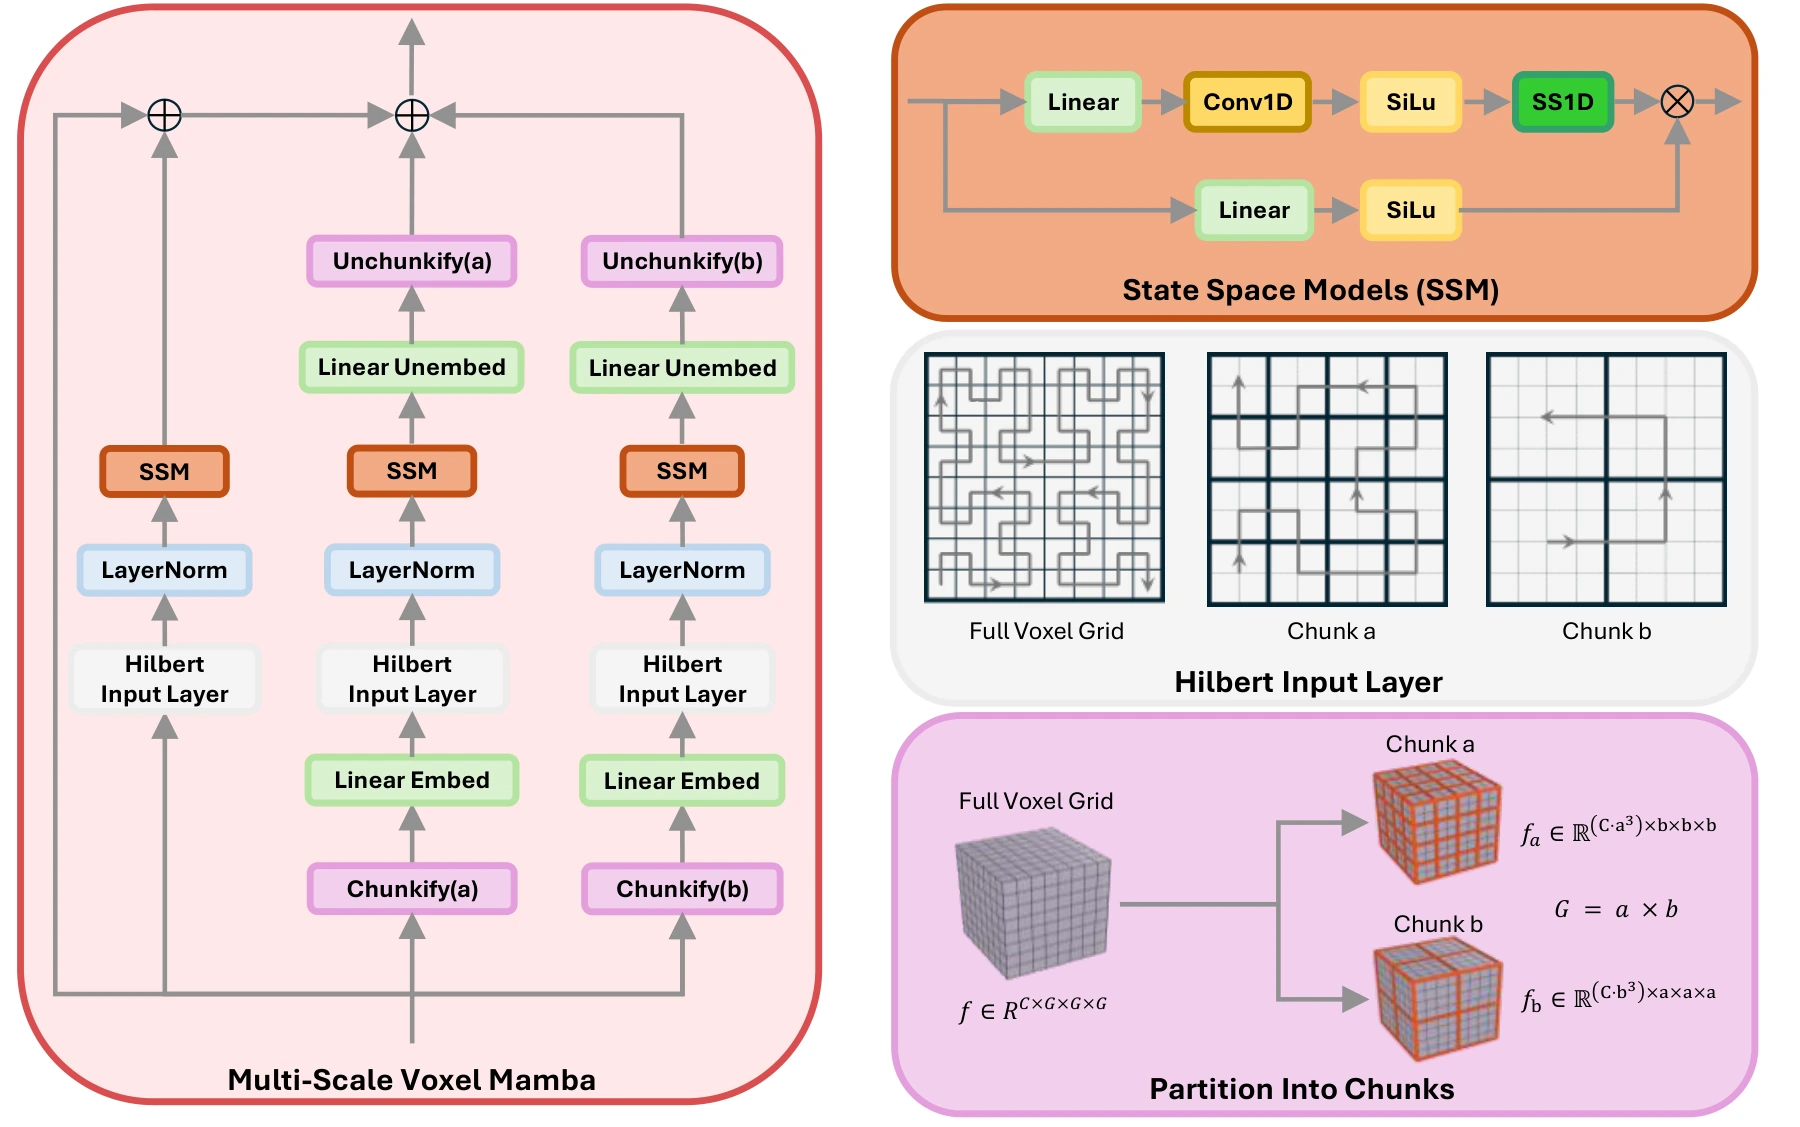 Unchunkify(a)
Unchunkify(b)
Linear Unembed
Linear Unembed
SSM
SSM
SSM
LayerNorm
LayerNorm
LayerNorm
Hilbert
Input Layer
Hilbert
Input Layer
Hilbert
Input Layer
Linear Embed
Linear Embed
Chunkify(a)
Chunkify(b)
Multi-Scale Voxel Mamba
Linear
Conv1D
SiLu
SS1D
Linear
SiLu
State Space Models (SSM)
Full Voxel Grid
Chunk a
Chunk b
Hilbert Input Layer
Full Voxel Grid
f ∈ R^{C×G×G×G}
Chunk a
f_a ∈ ℝ^{(C·a³)×b×b×b}
G = a × b
Chunk b
f_b ∈ ℝ^{(C·b³)×a×a×a}
Partition Into Chunks